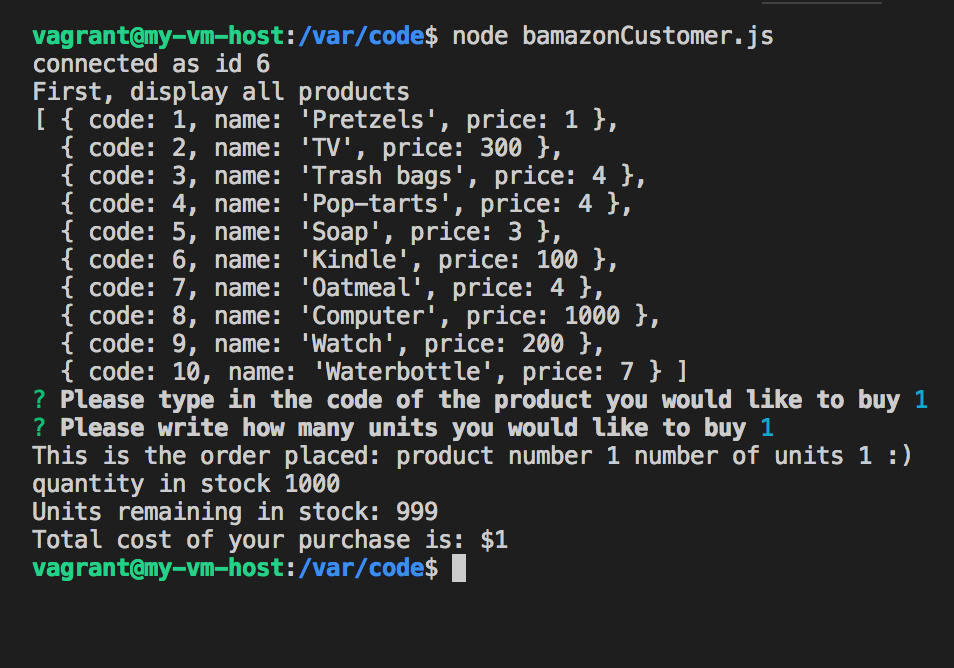 vagrant@my-vm-host:/var/code$ node bamazonCustomer.js
connected as id 6
First, display all products
[ { code: 1, name: 'Pretzels', price: 1 },
  { code: 2, name: 'TV', price: 300 },
  { code: 3, name: 'Trash bags', price: 4 },
  { code: 4, name: 'Pop-tarts', price: 4 },
  { code: 5, name: 'Soap', price: 3 },
  { code: 6, name: 'Kindle', price: 100 },
  { code: 7, name: 'Oatmeal', price: 4 },
  { code: 8, name: 'Computer', price: 1000 },
  { code: 9, name: 'Watch', price: 200 },
  { code: 10, name: 'Waterbottle', price: 7 } ]
? Please type in the code of the product you would like to buy 1
? Please write how many units you would like to buy 1
This is the order placed: product number 1 number of units 1 :)
quantity in stock 1000
Units remaining in stock: 999
Total cost of your purchase is: $1
vagrant@my-vm-host:/var/code$